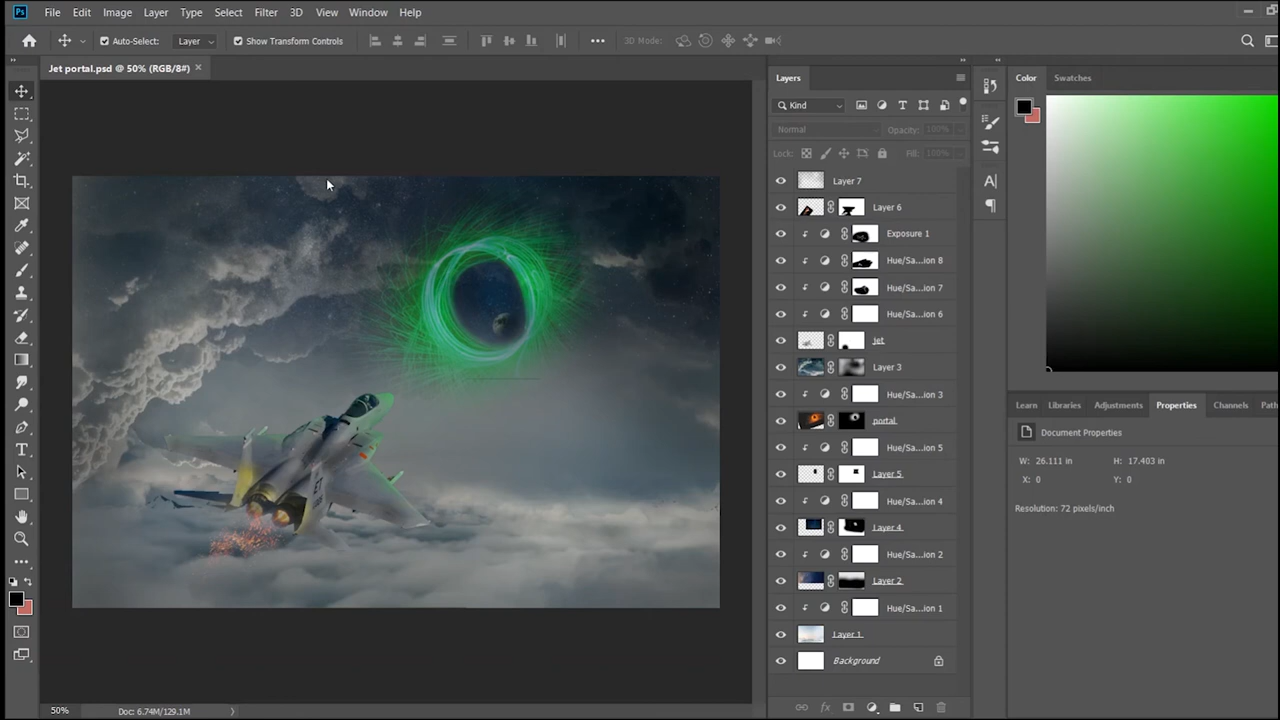 Ps File Edit Image Layer Type Select Filter 3D View Window Help
Auto-Select: Layer Show Transform Controls 3D Mode:
Jet portal.psd @ 50% (RGB/8#) ×
Layers
Kind
Normal Opacity: 100%
Lock: Fill: 100%
Layer 7
Layer 6
Exposure 1
Hue/Sa...ion 8
Hue/Sa...ion 7
Hue/Sa...ion 6
jet
Layer 3
Hue/Sa...ion 3
portal
Hue/Sa...ion 5
Layer 5
Hue/Sa...ion 4
Layer 4
Hue/Sa...ion 2
Layer 2
Hue/Sa...ion 1
Layer 1
Background
Color Swatches
Learn Libraries Adjustments Properties Channels Pat
Document Properties
W: 26.111 in H: 17.403 in
X: 0 Y: 0
Resolution: 72 pixels/inch
50% Doc: 6.74M/129.1M